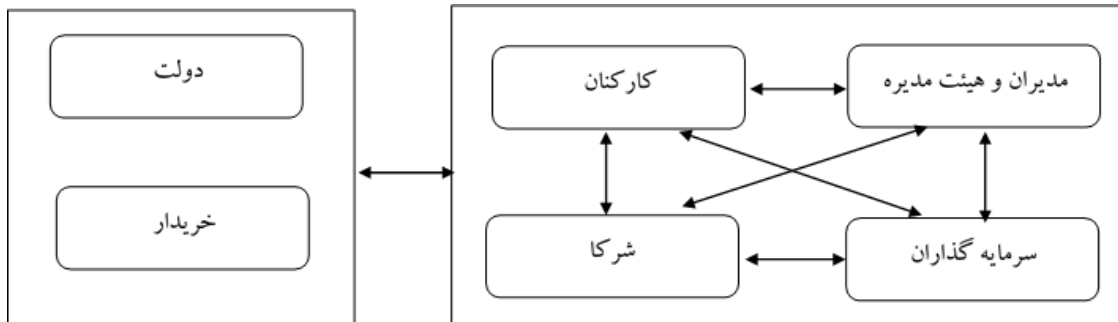 مدیران و هیئت مدیره
کارکنان
سرمایه گذاران
شرکا
دولت
خریدار